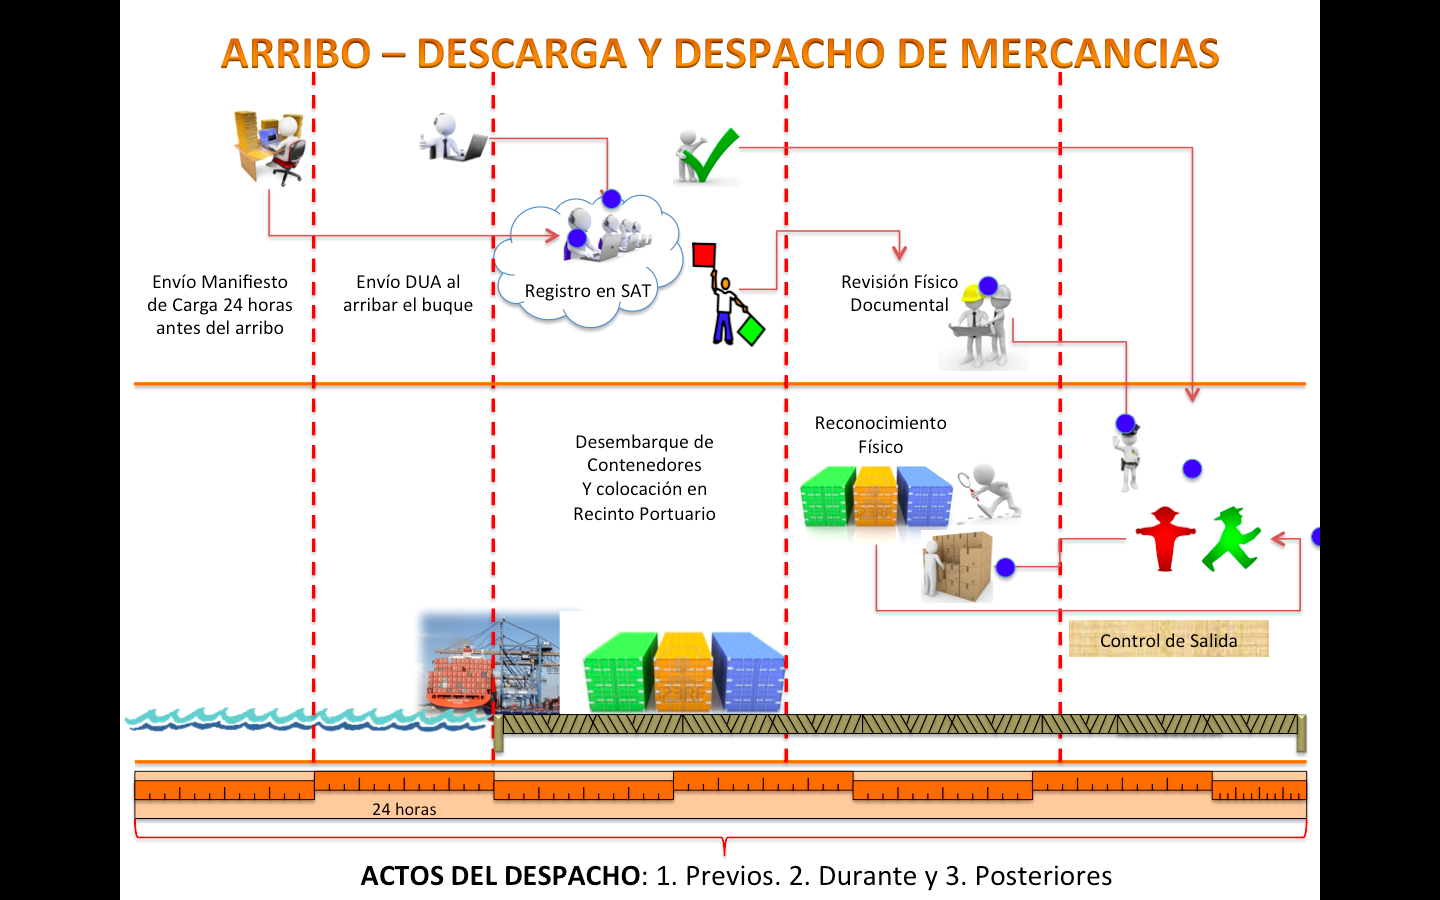 ARRIBO – DESCARGA Y DESPACHO DE MERCANCIAS
Envío Manifiesto
de Carga 24 horas
antes del arribo
Envío DUA al
arribar el buque
Registro en SAT
Revisión Físico
Documental
Desembarque de
Contenedores
Y colocación en
Recinto Portuario
Reconocimiento
Físico
Control de Salida
24 horas
ACTOS DEL DESPACHO: 1. Previos. 2. Durante y 3. Posteriores